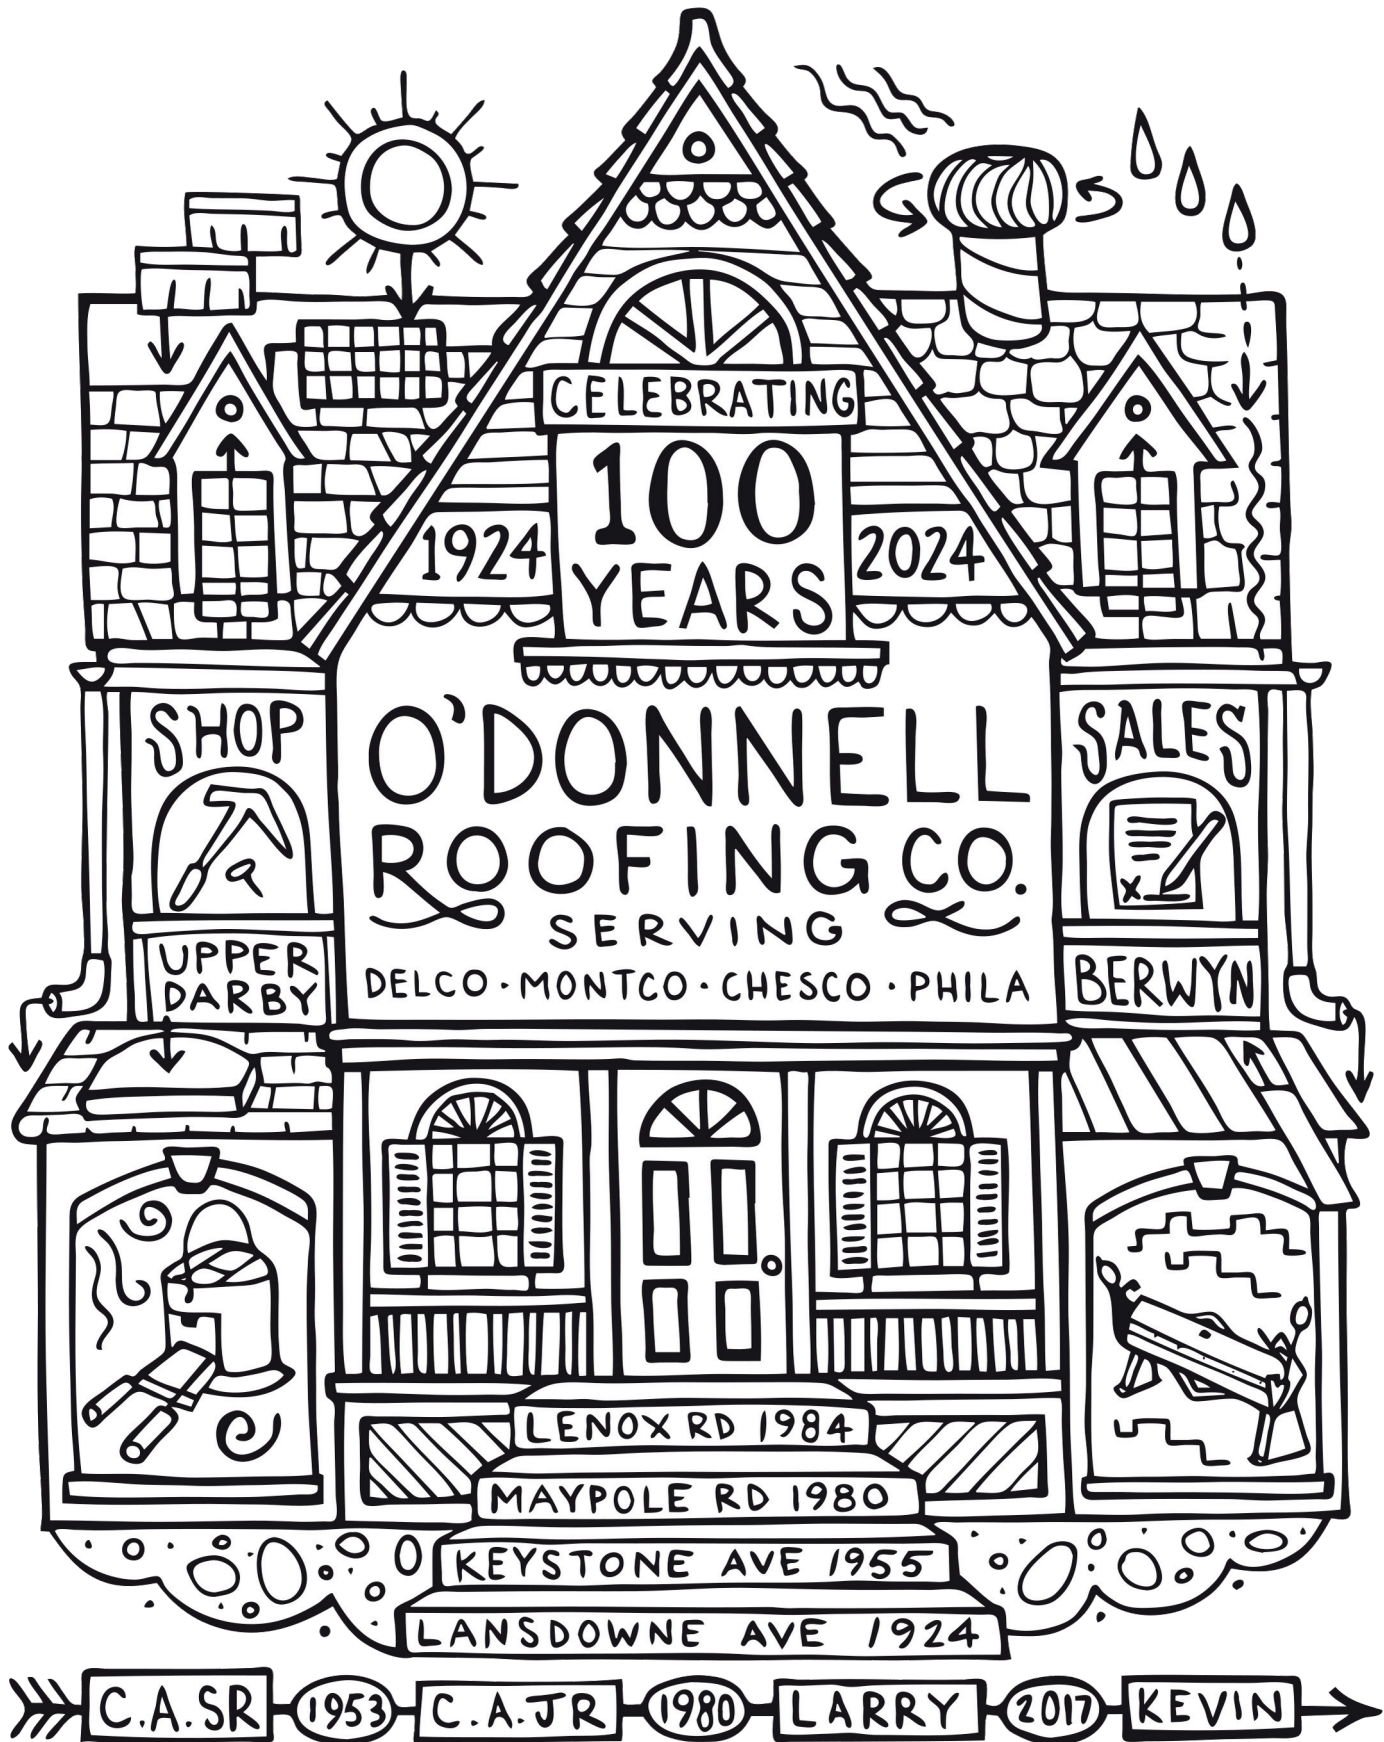 CELEBRATING
100
YEARS
1924
2024
O'DONNELL
ROOFING CO.
SERVING
DELCO · MONTCO · CHESCO · PHILA
SHOP
UPPER
DARBY
SALES
X
BERWYN
LENOX RD 1984
MAYPOLE RD 1980
KEYSTONE AVE 1955
LANSDOWNE AVE 1924
C.A.SR 1953 C.A.JR 1980 LARRY 2017 KEVIN